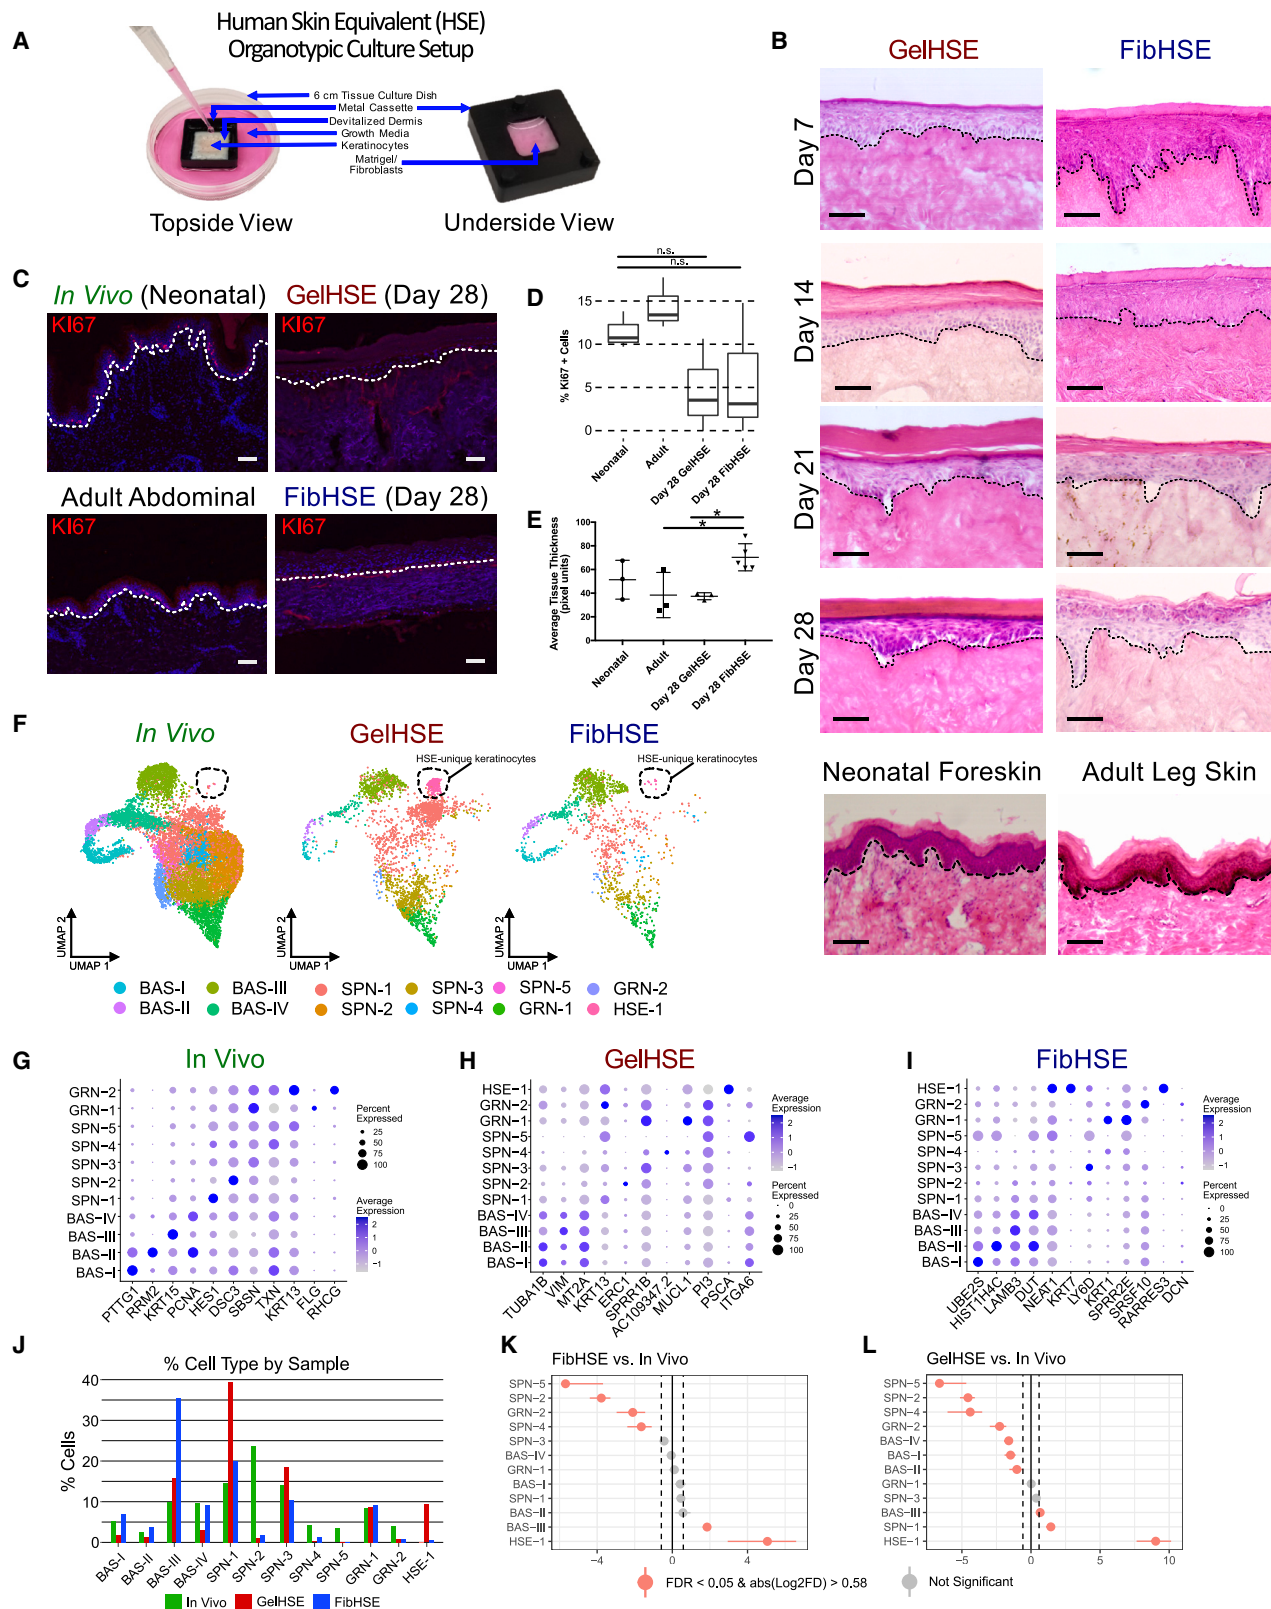 A
Human Skin Equivalent (HSE)
Organotypic Culture Setup
6 cm Tissue Culture Dish
Metal Cassette
Devitalized Dermis
Growth Media
Keratinocytes
Matrigel/
Fibroblasts
Topside View
Underside View
B
GelHSE
FibHSE
Day 7
Day 14
Day 21
Day 28
Neonatal Foreskin
Adult Leg Skin
C
In Vivo (Neonatal)
GelHSE (Day 28)
KI67
KI67
Adult Abdominal
FibHSE (Day 28)
KI67
KI67
D
n.s.
n.s.
% Ki67 + Cells
15
10
5
0
Neonatal
Adult
Day 28 GelHSE
Day 28 FibHSE
E
*
*
Average Tissue Thickness
(pixel units)
100
80
60
40
20
0
Neonatal
Adult
Day 28 GelHSE
Day 28 FibHSE
F
In Vivo
GelHSE
FibHSE
HSE-unique keratinocytes
HSE-unique keratinocytes
UMAP 2
UMAP 1
UMAP 2
UMAP 1
UMAP 2
UMAP 1
BAS-I
BAS-III
SPN-1
SPN-3
SPN-5
GRN-2
BAS-II
BAS-IV
SPN-2
SPN-4
GRN-1
HSE-1
G
In Vivo
GRN-2
GRN-1
SPN-5
SPN-4
SPN-3
SPN-2
SPN-1
BAS-IV
BAS-III
BAS-II
BAS-I
PTTG1
RRM2
KRT15
PCNA
HES1
DSC3
SBSN
TXN
KRT13
FLG
RHCG
Percent
Expressed
25
50
75
100
Average
Expression
2
1
0
-1
H
GelHSE
HSE-1
GRN-2
GRN-1
SPN-5
SPN-4
SPN-3
SPN-2
SPN-1
BAS-IV
BAS-III
BAS-II
BAS-I
TUBA1B
VIM
MT2A
KRT13
ERC1
SPRR1B
AC109347.2
MUCL1
PI3
PSCA
ITGA6
Average
Expression
2
1
0
-1
Percent
Expressed
0
25
50
75
100
I
FibHSE
HSE-1
GRN-2
GRN-1
SPN-5
SPN-4
SPN-3
SPN-2
SPN-1
BAS-IV
BAS-III
BAS-II
BAS-I
UBE2S
HIST1H4C
LAMB3
DUT
NEAT1
KRT7
LY6D
KRT1
SPRR2E
SRSF10
RARRES3
DCN
Average
Expression
2
1
0
-1
Percent
Expressed
0
25
50
75
100
J
% Cell Type by Sample
% Cells
40
30
20
10
0
BAS-I
BAS-II
BAS-III
BAS-IV
SPN-1
SPN-2
SPN-3
SPN-4
SPN-5
GRN-1
GRN-2
HSE-1
In Vivo
GelHSE
FibHSE
K
FibHSE vs. In Vivo
SPN-5
SPN-2
GRN-2
SPN-4
SPN-3
BAS-IV
GRN-1
BAS-I
SPN-1
BAS-II
BAS-III
HSE-1
-4
0
4
L
GelHSE vs. In Vivo
SPN-5
SPN-2
SPN-4
GRN-2
BAS-IV
BAS-I
BAS-II
GRN-1
SPN-3
BAS-III
SPN-1
HSE-1
-5
0
5
10
FDR < 0.05 & abs(Log2FD) > 0.58
Not Significant